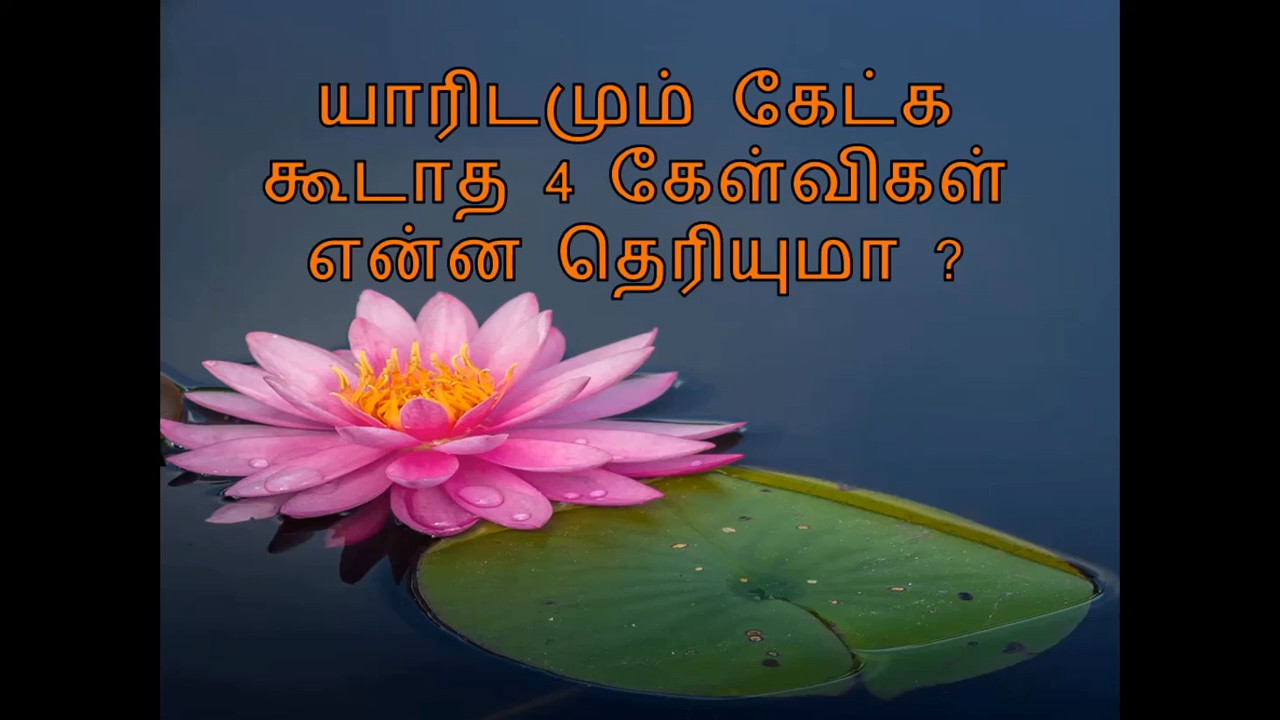 யாரிடமும் கேட்க
கூடாத 4 கேள்விகள்
என்ன தெரியுமா ?